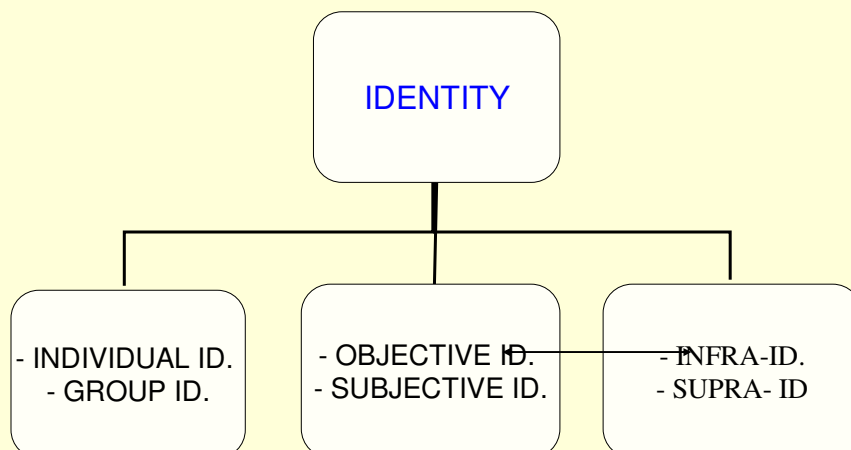 IDENTITY
- INDIVIDUAL ID.
- GROUP ID.
- OBJECTIVE ID.
- SUBJECTIVE ID.
- INFRA-ID.
- SUPRA- ID